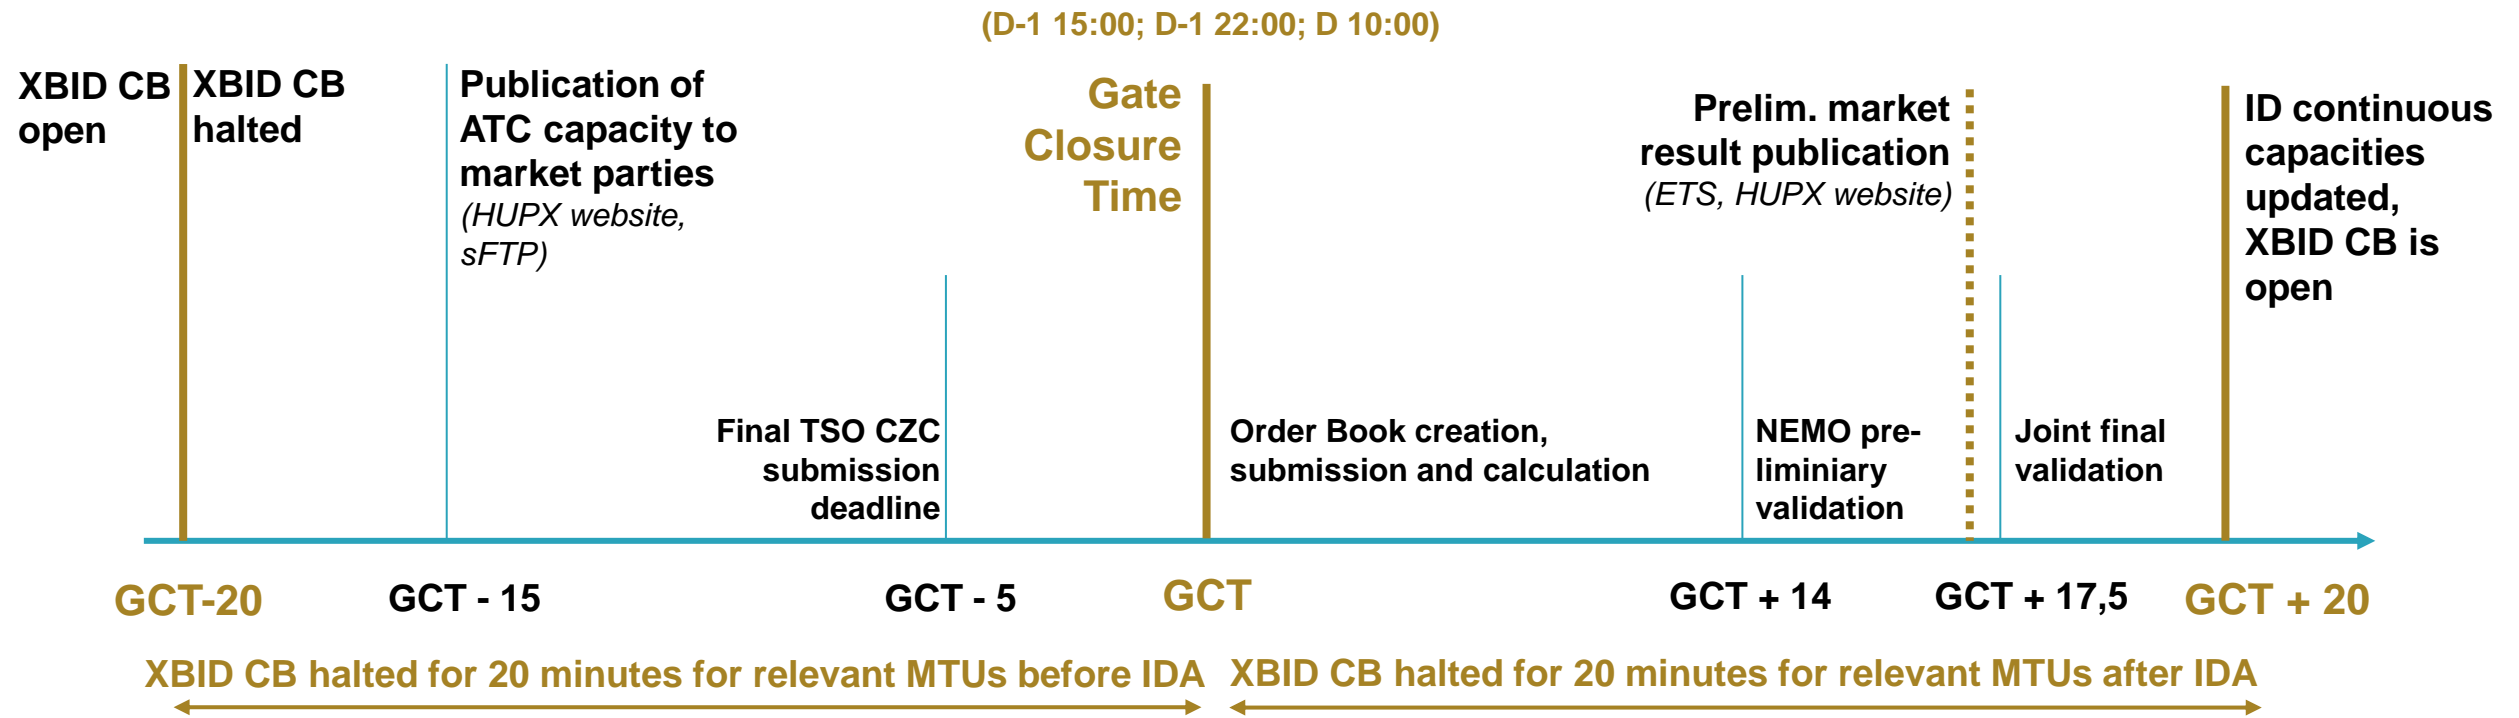 (D-1 15:00; D-1 22:00; D 10:00)
XBID CB
open
XBID CB
halted
Publication of
ATC capacity to
market parties
(HUPX website,
sFTP)
Gate
Closure
Time
Prelim. market
result publication
(ETS, HUPX website)
ID continuous
capacities
updated,
XBID CB is
open
Final TSO CZC
submission
deadline
Order Book creation,
submission and calculation
NEMO pre-
liminiary
validation
Joint final
validation
GCT-20
GCT - 15
GCT - 5
GCT
GCT + 14
GCT + 17,5
GCT + 20
XBID CB halted for 20 minutes for relevant MTUs before IDA
XBID CB halted for 20 minutes for relevant MTUs after IDA